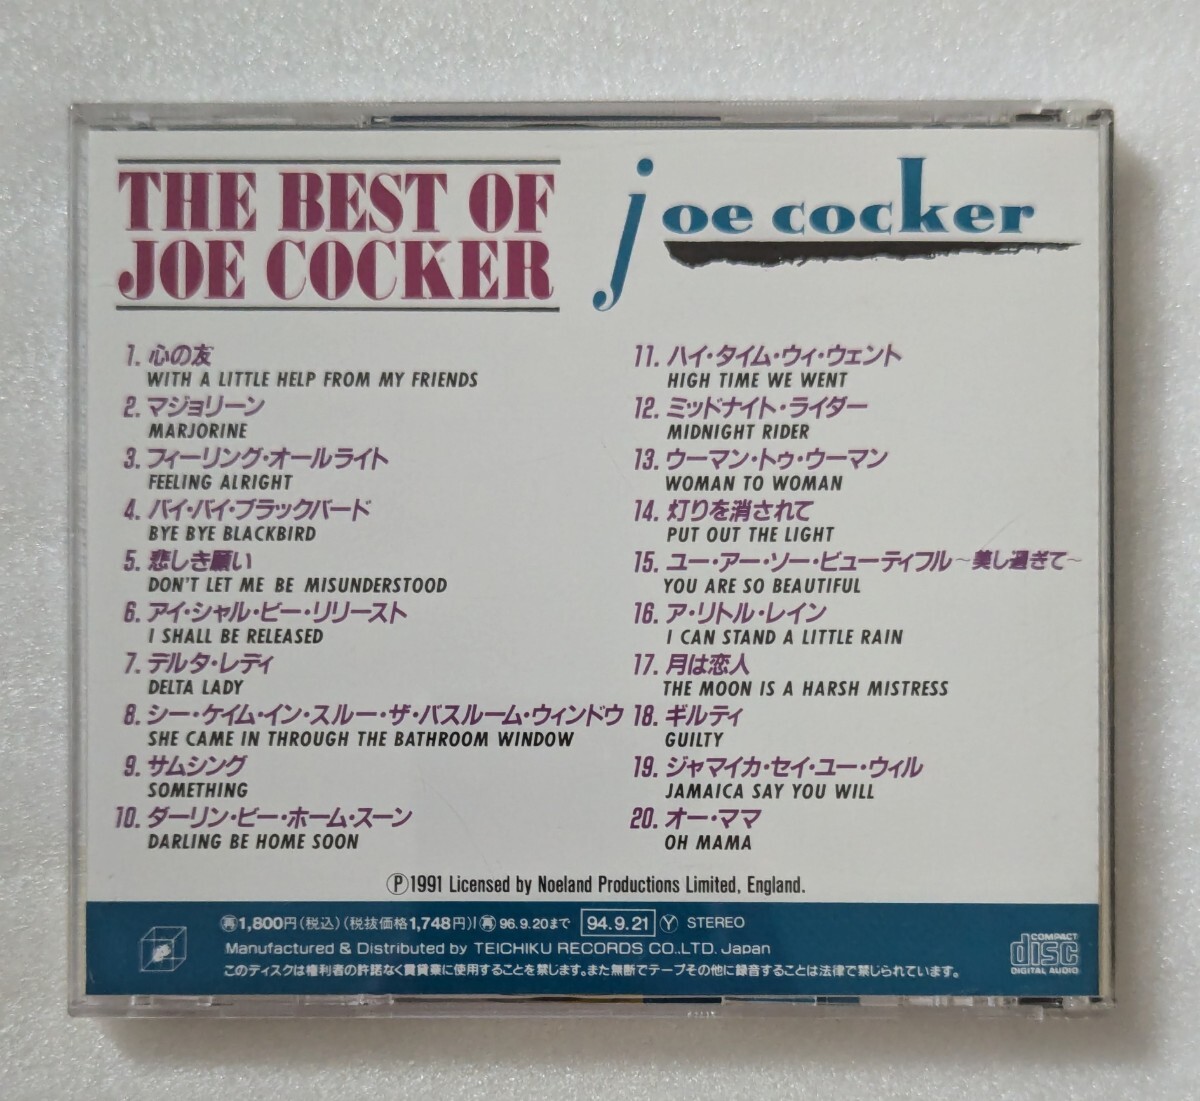 THE BEST OF
JOE COCKER
joe cocker
1. 心の友
WITH A LITTLE HELP FROM MY FRIENDS
2. マジョリーン
MARJORINE
3. フィーリング・オールライト
FEELING ALRIGHT
4. バイ・バイ・ブラックバード
BYE BYE BLACKBIRD
5. 悲しき願い
DON'T LET ME BE MISUNDERSTOOD
6. アイ・シャル・ビー・リリースト
I SHALL BE RELEASED
7. デルタ・レディ
DELTA LADY
8. シー・ケイム・イン・スルー・ザ・バスルーム・ウィンドウ
SHE CAME IN THROUGH THE BATHROOM WINDOW
9. サムシング
SOMETHING
10. ダーリン・ビー・ホーム・スーン
DARLING BE HOME SOON
11. ハイ・タイム・ウィ・ウェント
HIGH TIME WE WENT
12. ミッドナイト・ライダー
MIDNIGHT RIDER
13. ウーマン・トゥ・ウーマン
WOMAN TO WOMAN
14. 灯りを消されて
PUT OUT THE LIGHT
15. ユー・アー・ソー・ビューティフル〜美し過ぎて〜
YOU ARE SO BEAUTIFUL
16. ア・リトル・レイン
I CAN STAND A LITTLE RAIN
17. 月は恋人
THE MOON IS A HARSH MISTRESS
18. ギルティ
GUILTY
19. ジャマイカ・セイ・ユー・ウィル
JAMAICA SAY YOU WILL
20. オー・ママ
OH MAMA
Ⓟ1991 Licensed by Noeland Productions Limited, England.
再1,800円(税込)(税抜価格1,748円)|再96.9.20まで 94.9.21 Ⓨ STEREO
Manufactured & Distributed by TEICHIKU RECORDS CO.,LTD. Japan
このディスクは権利者の許諾なく賃貸業に使用することを禁じます。また無断でテープその他に録音することは法律で禁じられています。
COMPACT
disc
DIGITAL AUDIO